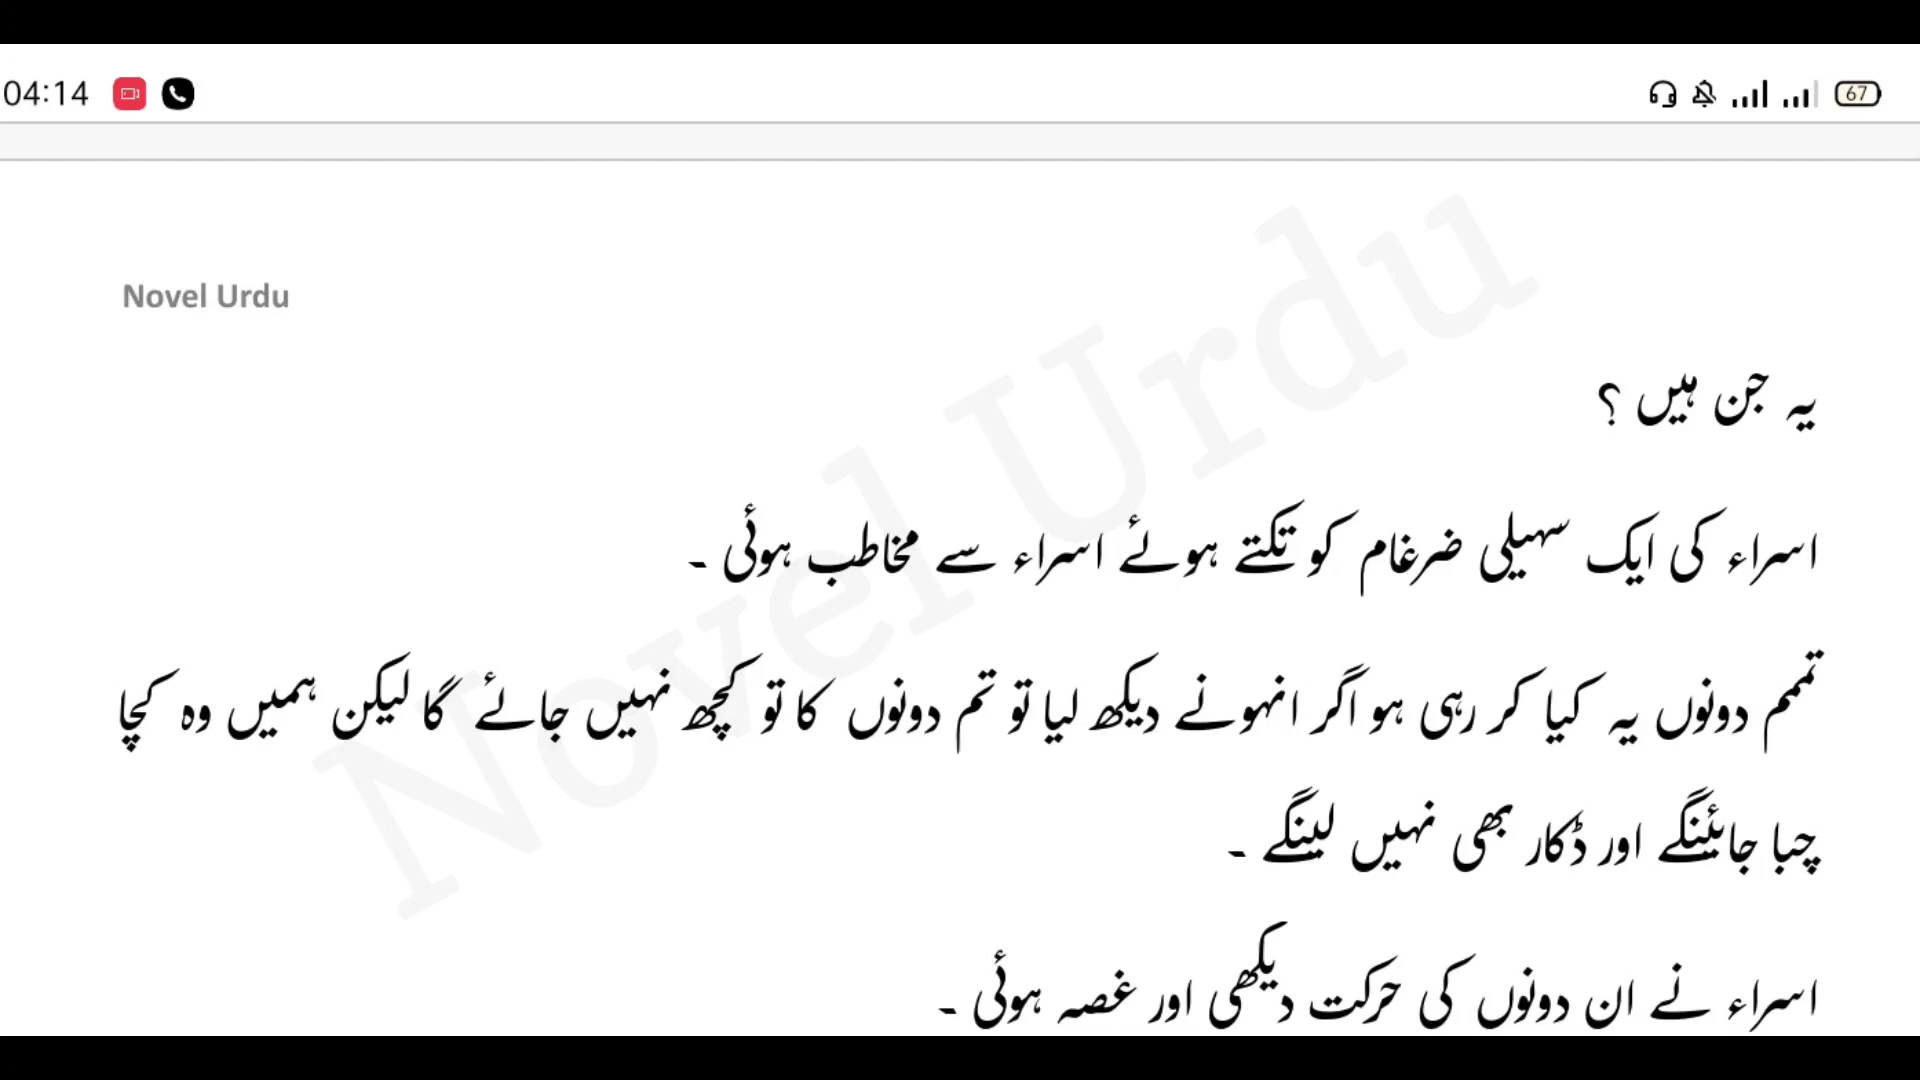 04:14
67
Novel Urdu
یہ جن ہیں ؟
اسراء کی ایک سہیلی ضرغام کو تکتے ہوئے اسراء سے مخاطب ہوئی ۔
تممم دونوں یہ کیا کر رہی ہو اگر انہونے دیکھ لیا تو تم دونوں کا تو کچھ نہیں جائے گا لیکن ہمیں وہ کچا
چبا جائینگے اور ڈکار بھی نہیں لینگے ۔
اسراء نے ان دونوں کی حرکت دیکھی اور غصہ ہوئی ۔
Novel Urdu